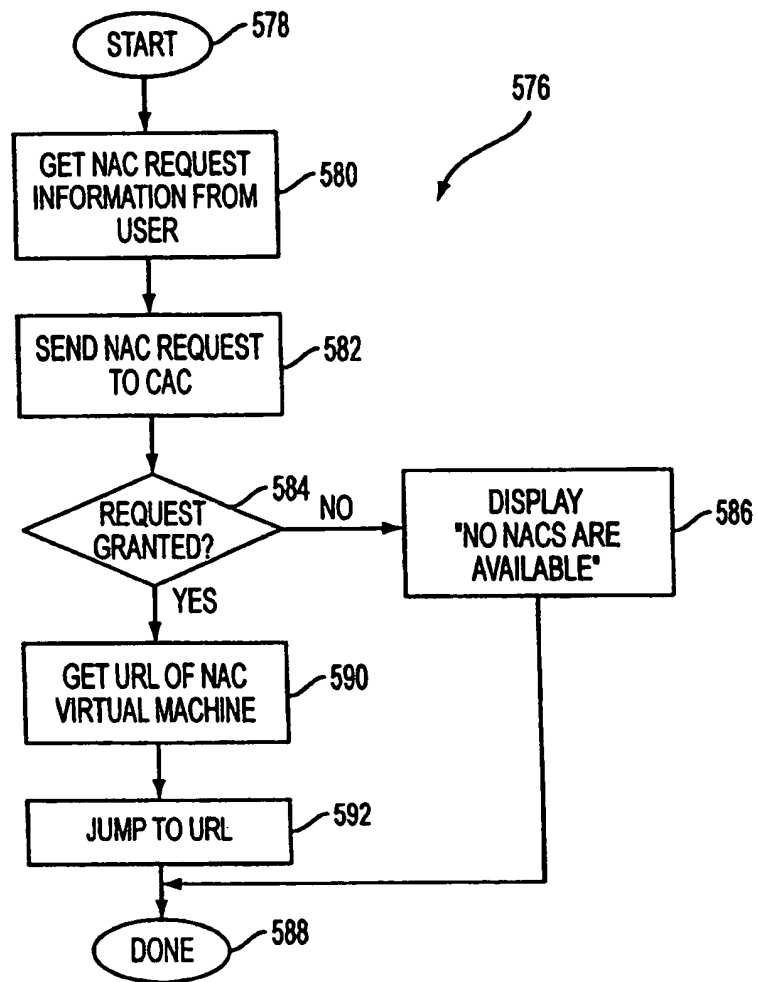 START
578
576
GET NAC REQUEST
INFORMATION FROM
USER
580
SEND NAC REQUEST
TO CAC
582
584
REQUEST
GRANTED?
NO
DISPLAY
"NO NACS ARE
AVAILABLE"
586
YES
GET URL OF NAC
VIRTUAL MACHINE
590
JUMP TO URL
592
DONE
588